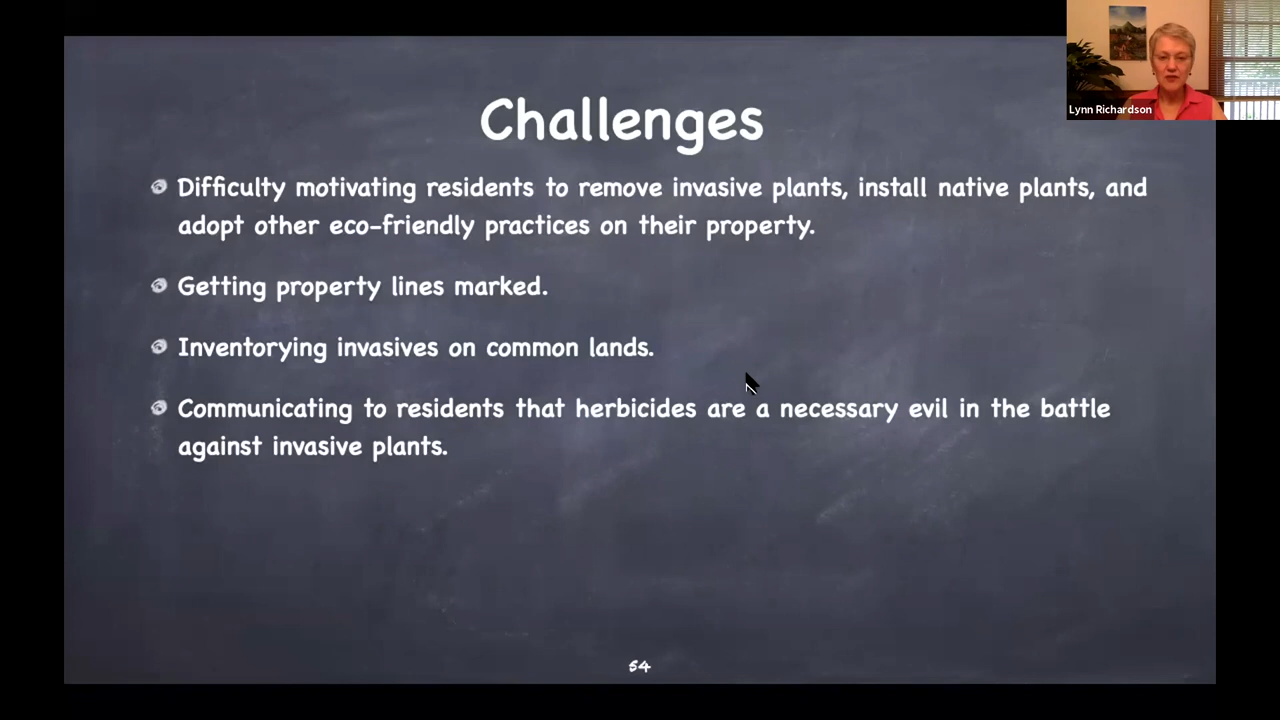 Lynn Richardson
Challenges
Difficulty motivating residents to remove invasive plants, install native plants, and
adopt other eco-friendly practices on their property.
Getting property lines marked.
Inventorying invasives on common lands.
Communicating to residents that herbicides are a necessary evil in the battle
against invasive plants.
54